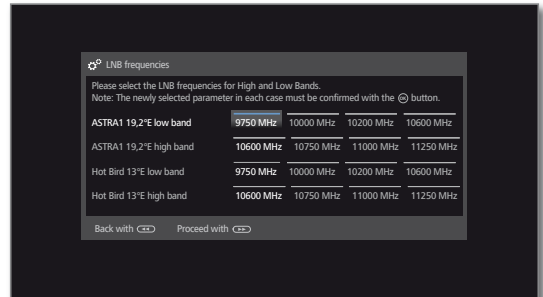 LNB frequencies
Please select the LNB frequencies for High and Low Bands.
Note: The newly selected parameter in each case must be confirmed with the OK button.
ASTRA1 19,2°E low band 9750 MHz 10000 MHz 10200 MHz 10600 MHz
ASTRA1 19,2°E high band 10600 MHz 10750 MHz 11000 MHz 11250 MHz
Hot Bird 13°E low band 9750 MHz 10000 MHz 10200 MHz 10600 MHz
Hot Bird 13°E high band 10600 MHz 10750 MHz 11000 MHz 11250 MHz
Back with Proceed with